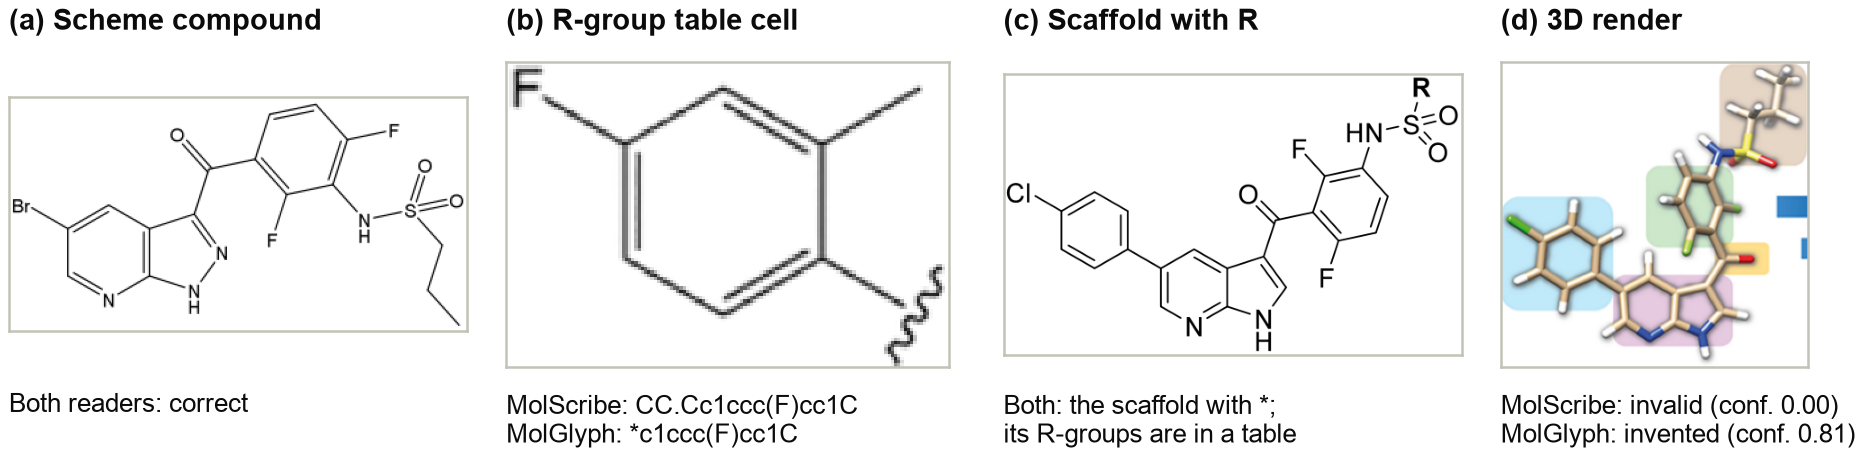 (a) Scheme compound
(b) R-group table cell
(c) Scaffold with R
(d) 3D render
O
F
Br
F
N
H
S
O
O
N
N
N
H
F
R
HN
S
O
O
F
Cl
O
F
N
N
H
Both readers: correct
MolScribe: CC.Cc1ccc(F)cc1C
MolGlyph: *c1ccc(F)cc1C
Both: the scaffold with *;
its R-groups are in a table
MolScribe: invalid (conf. 0.00)
MolGlyph: invented (conf. 0.81)